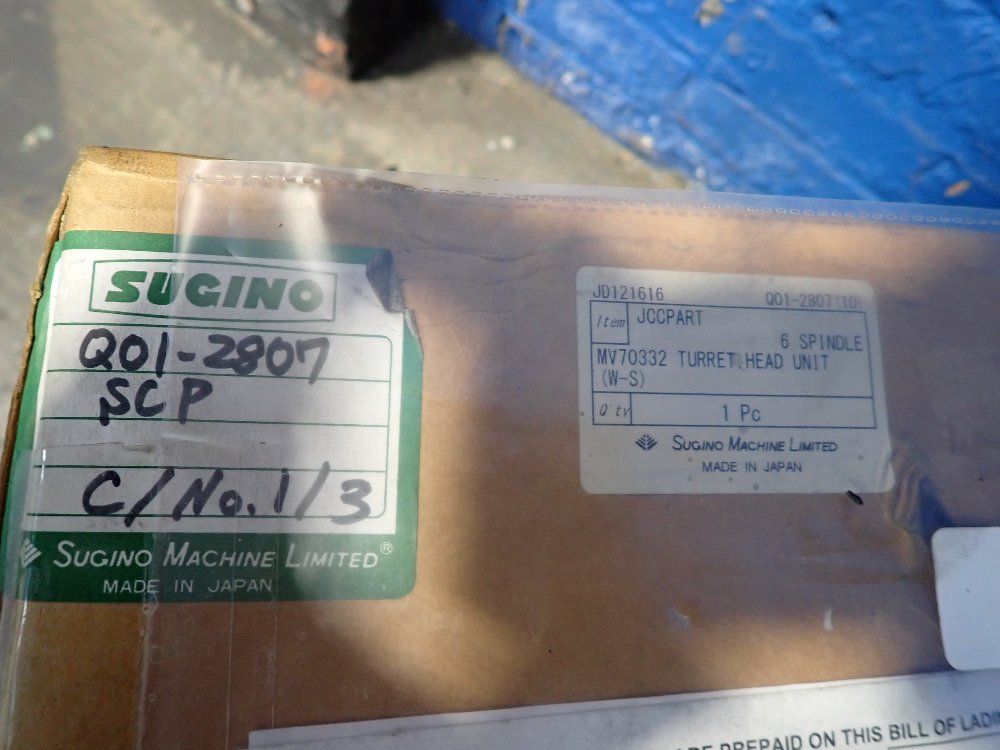 SUGINO
Q01-2807
SCP
C/No. 1/3
SUGINO MACHINE LIMITED®
MADE IN JAPAN
JD121616 Q01-2807(10)
Item JCCPART
6 SPINDLE
MV70332 TURRET HEAD UNIT
(W-S)
Q'ty 1 Pc
SUGINO MACHINE LIMITED
MADE IN JAPAN
PREPAID ON THIS BILL OF